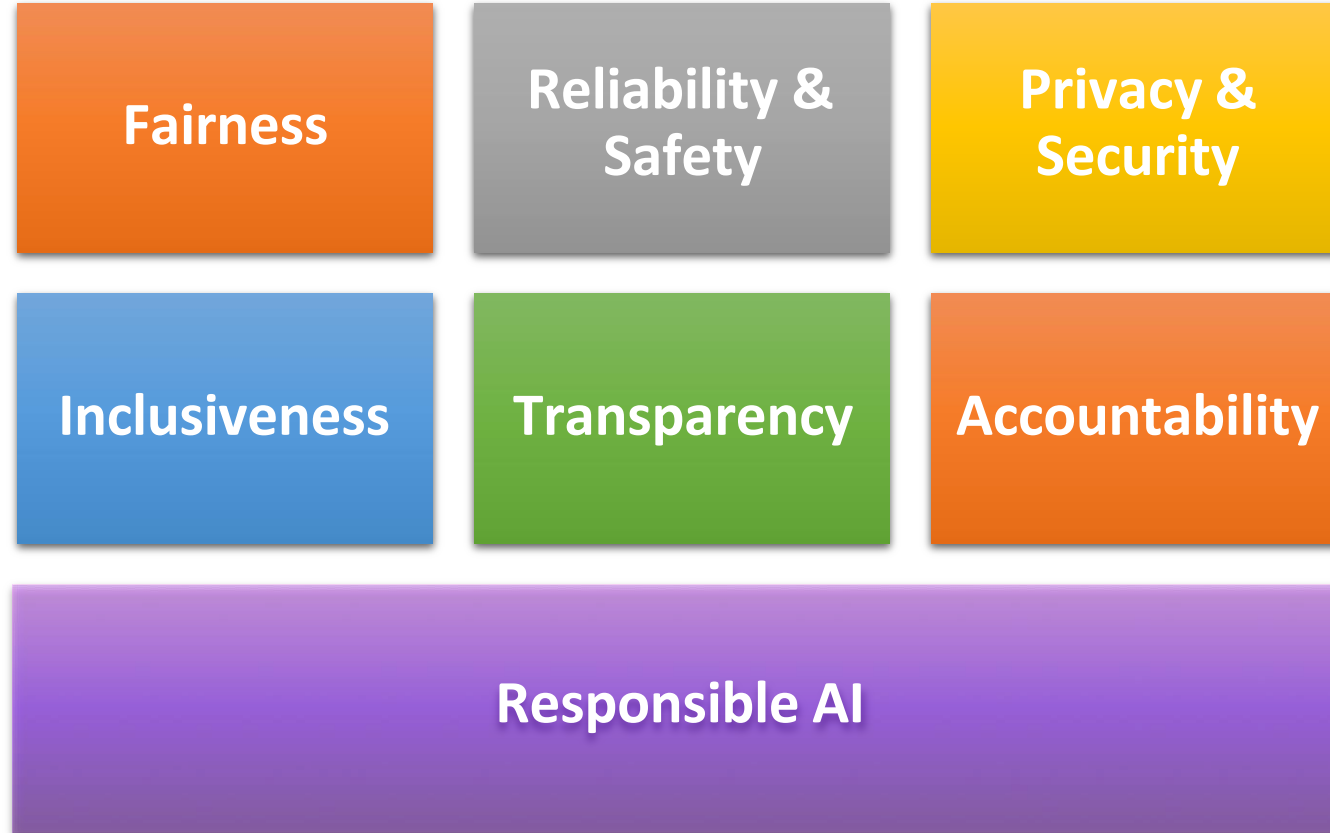 Fairness
Reliability &
Safety
Privacy &
Security
Inclusiveness
Transparency
Accountability
Responsible AI